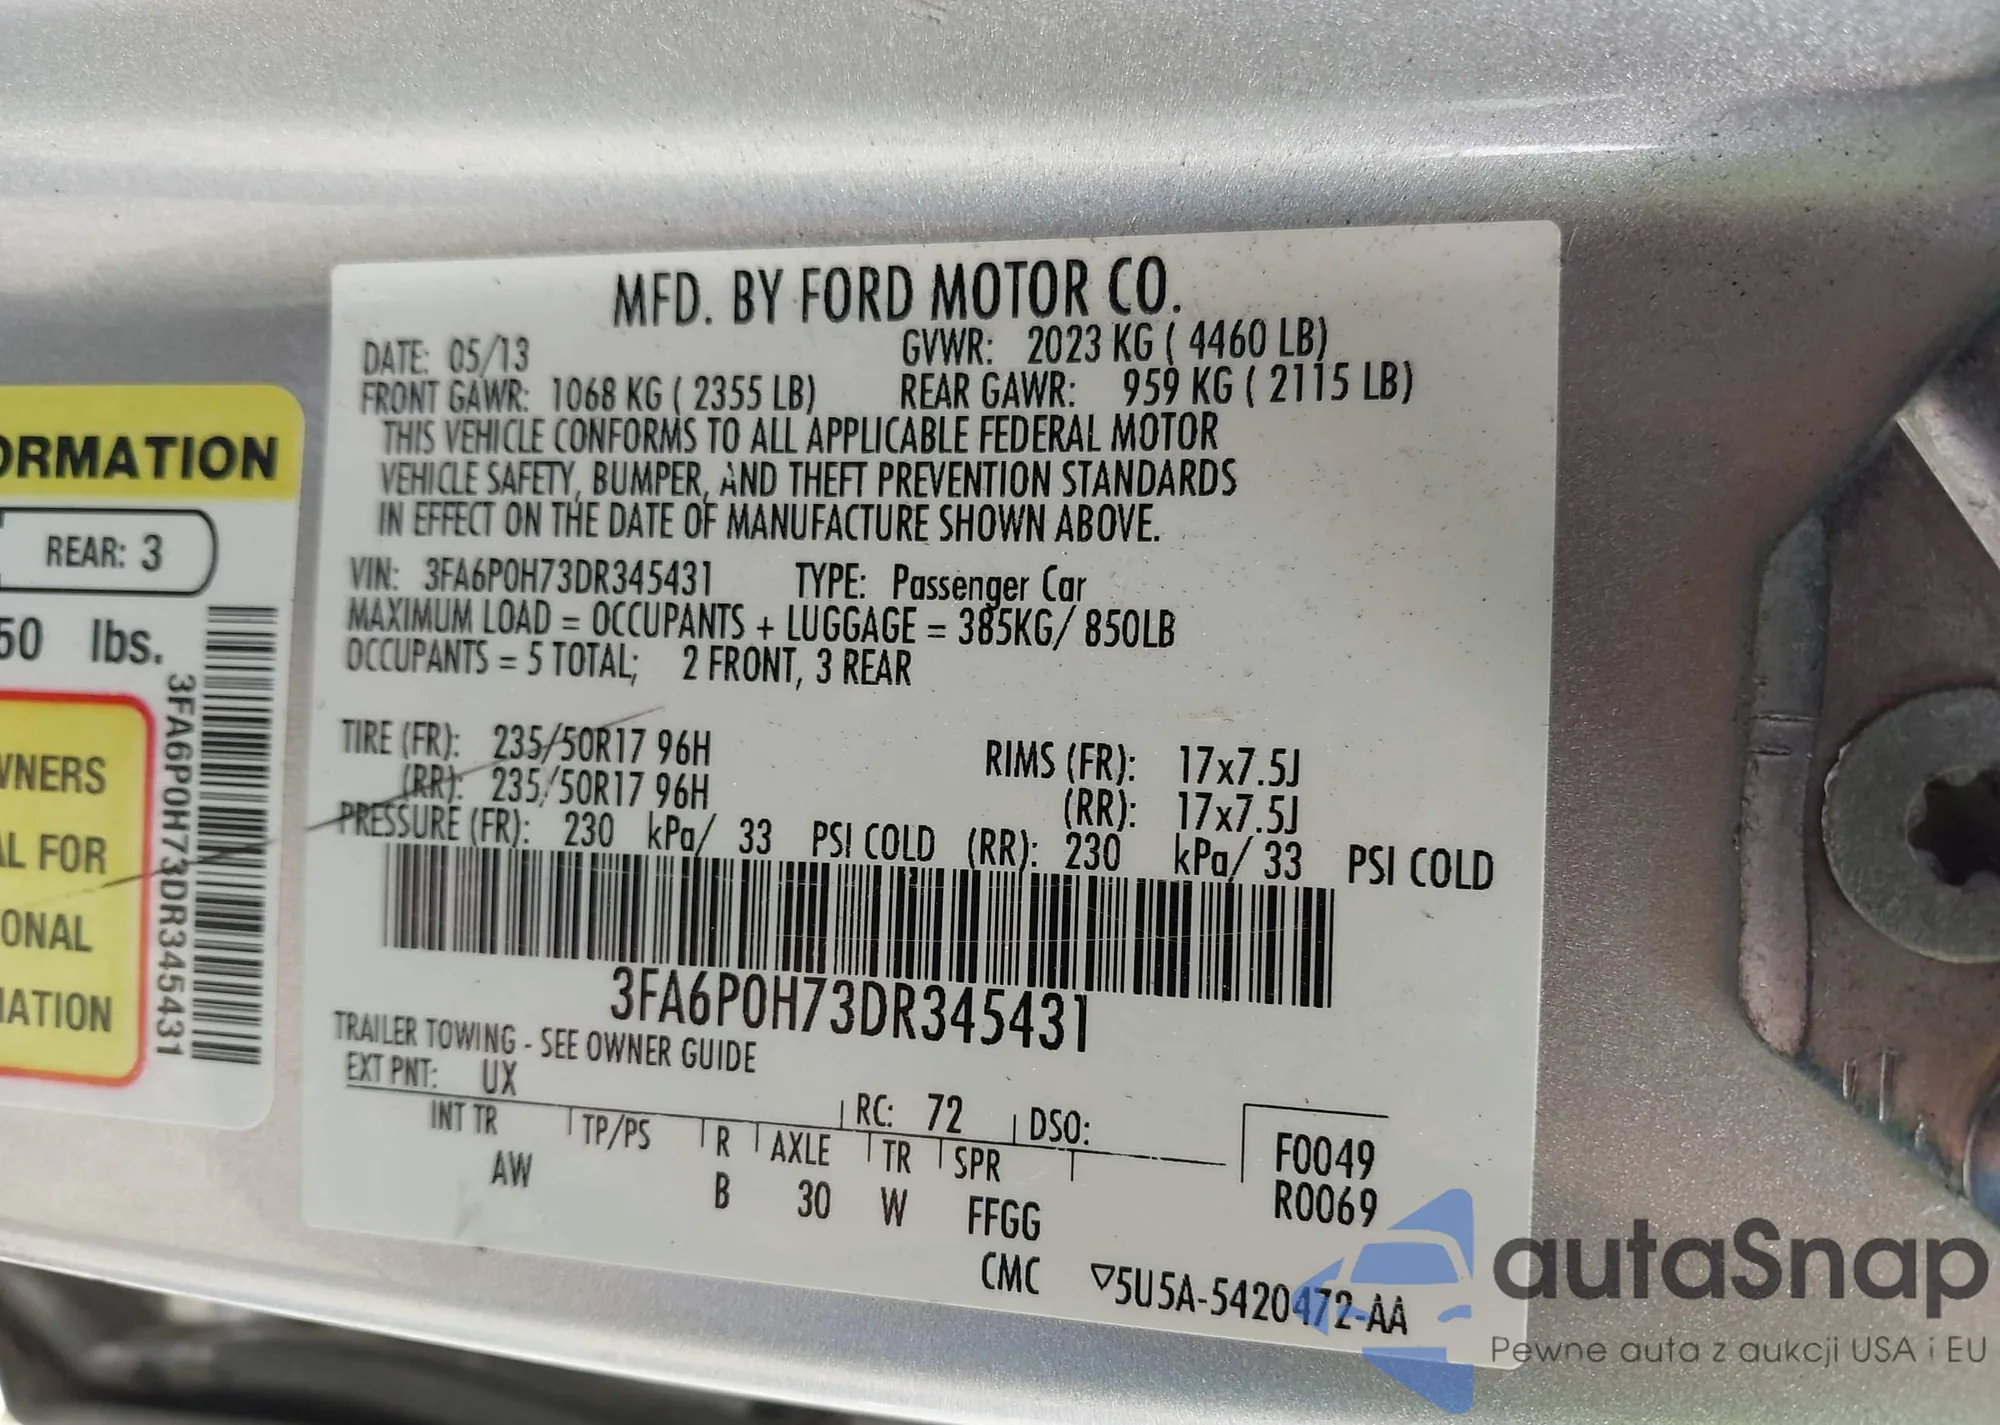 ORMATION
REAR: 3
50 lbs.
3FA6P0H73DR345431
WNERS
AL FOR
ONAL
MATION
MFD. BY FORD MOTOR CO.
DATE: 05/13 GVWR: 2023 KG ( 4460 LB)
FRONT GAWR: 1068 KG ( 2355 LB) REAR GAWR: 959 KG ( 2115 LB)
THIS VEHICLE CONFORMS TO ALL APPLICABLE FEDERAL MOTOR
VEHICLE SAFETY, BUMPER, AND THEFT PREVENTION STANDARDS
IN EFFECT ON THE DATE OF MANUFACTURE SHOWN ABOVE.
VIN: 3FA6P0H73DR345431 TYPE: Passenger Car
MAXIMUM LOAD = OCCUPANTS + LUGGAGE = 385KG/ 850LB
OCCUPANTS = 5 TOTAL; 2 FRONT, 3 REAR
TIRE (FR): 235/50R17 96H RIMS (FR): 17x7.5J
(RR): 235/50R17 96H (RR): 17x7.5J
PRESSURE (FR): 230 kPa/ 33 PSI COLD (RR): 230 kPa/ 33 PSI COLD
3FA6P0H73DR345431
TRAILER TOWING - SEE OWNER GUIDE
EXT PNT: UX RC: 72 DSO:
INT TR TP/PS R AXLE TR SPR F0049
AW B 30 W FFGG R0069
CMC ▽5U5A-5420472-AA
autaSnap
Pewne auta z aukcji USA i EU